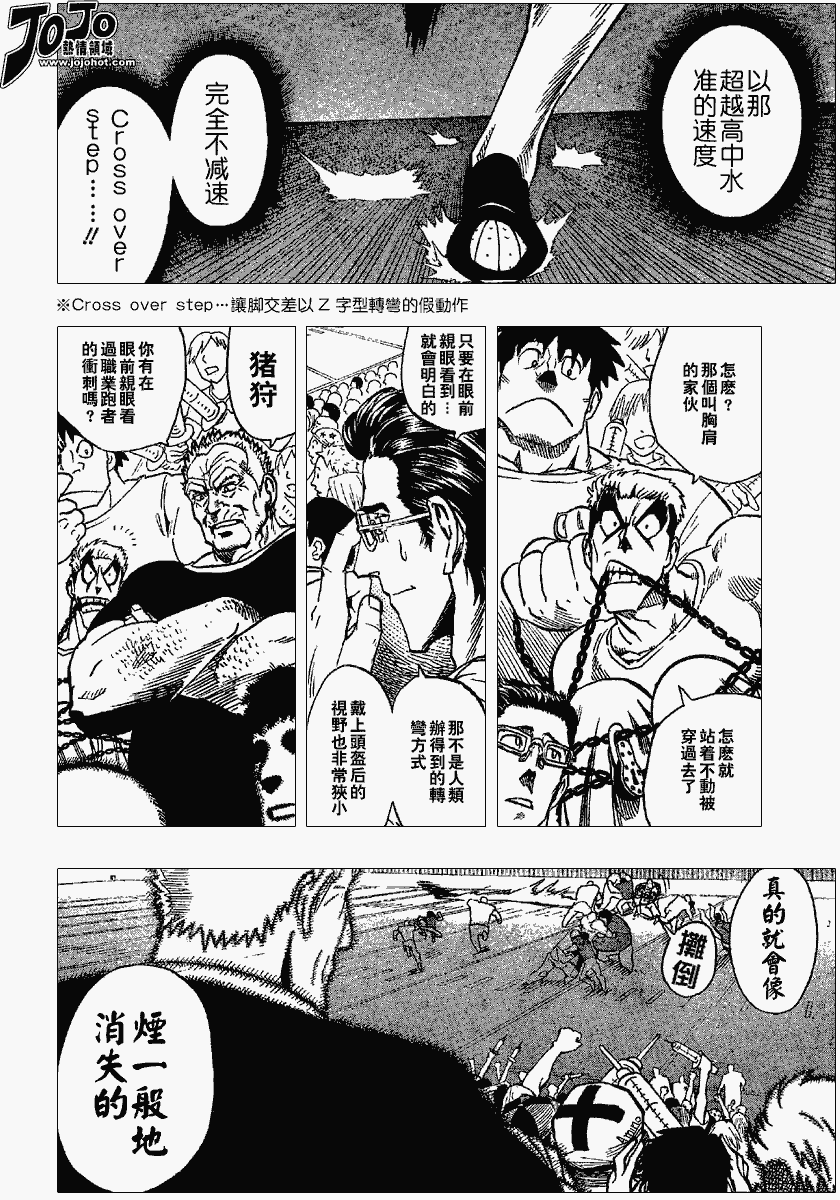 JOJO
熱情領域
www.jojohot.com
以那
超越高中水
准的速度
完全不减速
Cross over
step……!!
※Cross over step…讓脚交差以Z字型轉彎的假動作
怎麽?
那個叫胸肩
的家伙
怎麽就
站着不動被
穿過去了
只要在眼前
親眼看到…
就會明白的
那不是人類
辦得到的轉
彎方式
戴上頭盔后的
視野也非常狹小
猪狩
你有在
眼前親眼看
過職業跑者
的衝刺嗎?
真的就會像
攤倒
煙一般地
消失的
Amino